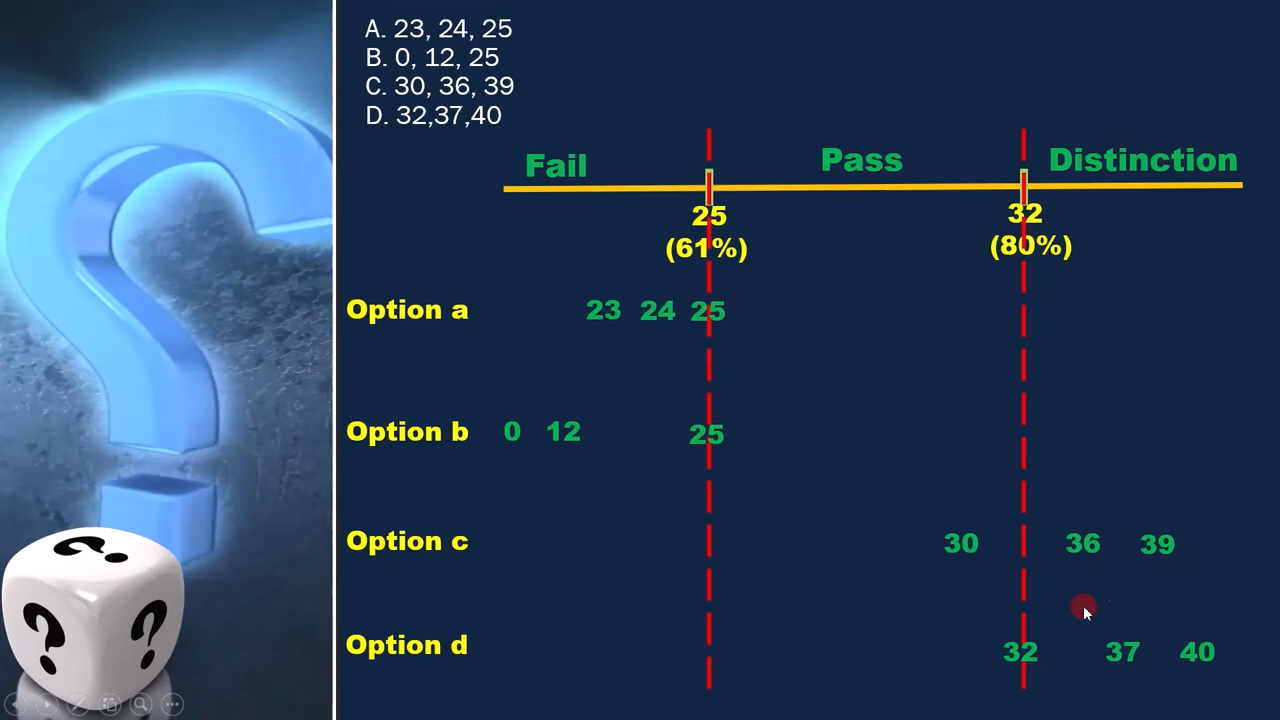 A. 23, 24, 25
B. 0, 12, 25
C. 30, 36, 39
D. 32,37,40
Fail Pass Distinction
25 32
(61%) (80%)
Option a 23 24 25
Option b 0 12 25
Option c 30 36 39
Option d 32 37 40